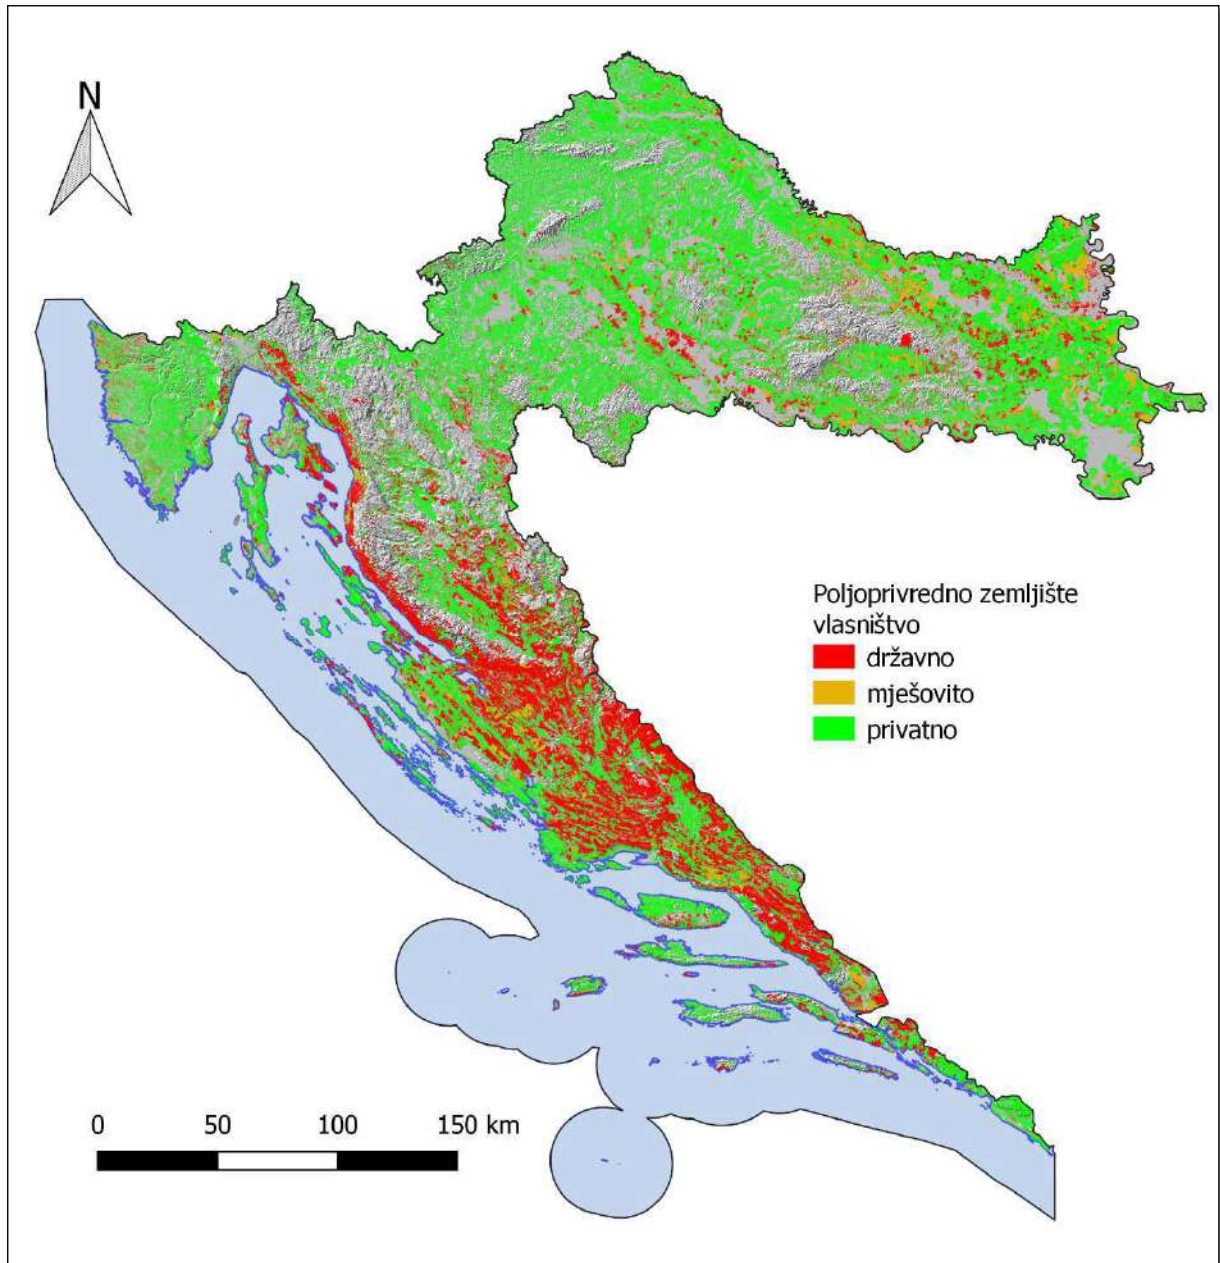 N
Poljoprivredno zemljište
vlasništvo
državno
mješovito
privatno
0 50 100 150 km